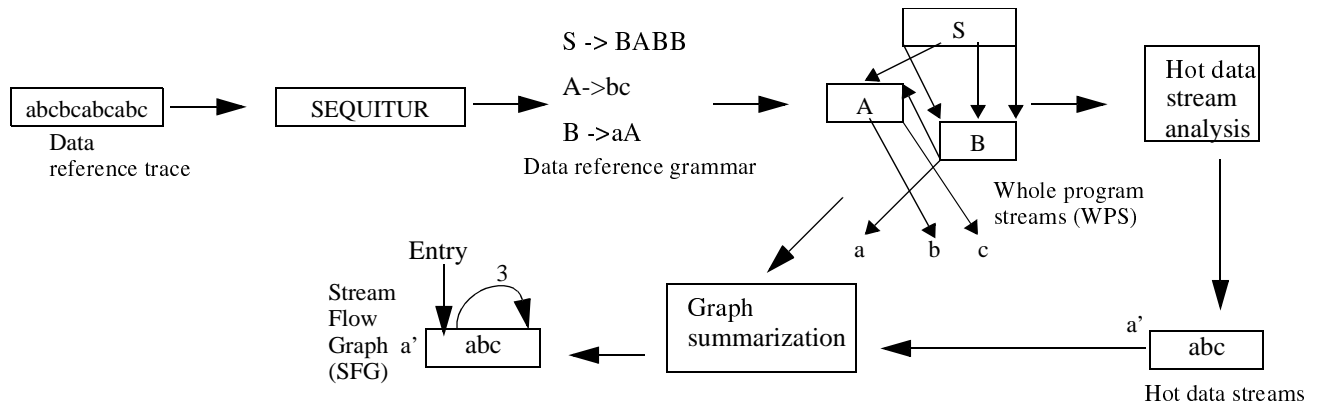 abcbcabcabc
Data
reference trace
SEQUITUR
S -> BABB
A->bc
B ->aA
Data reference grammar
S
A
B
a
b
c
Whole program
streams (WPS)
Hot data
stream
analysis
a'
abc
Hot data streams
Graph
summarization
Entry
3
Stream
Flow
Graph a'
(SFG)
abc